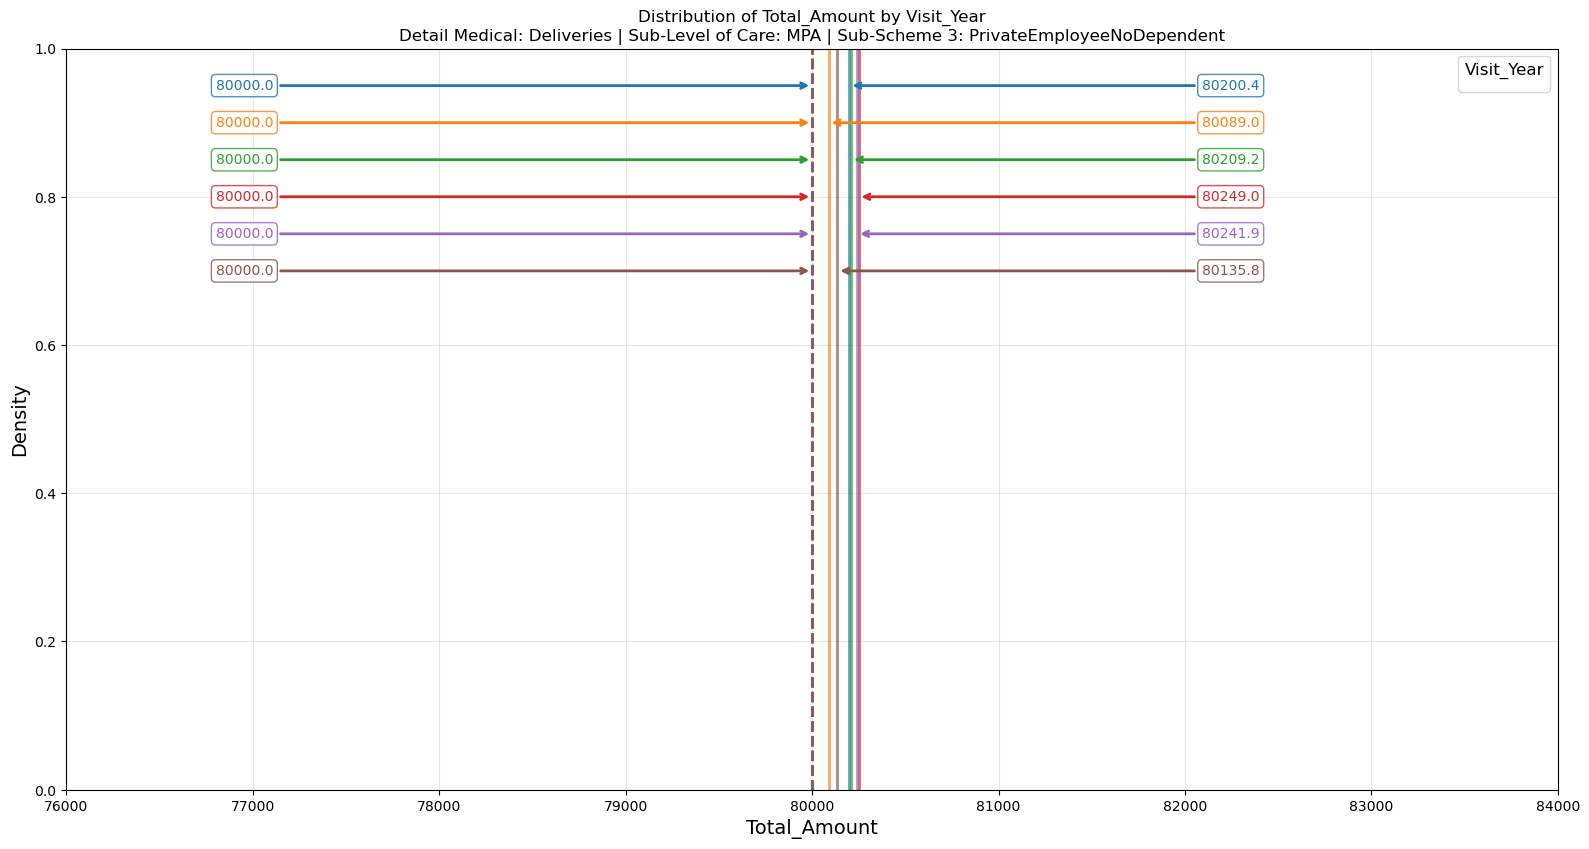 Distribution of Total_Amount by Visit_Year
Detail Medical: Deliveries | Sub-Level of Care: MPA | Sub-Scheme 3: PrivateEmployeeNoDependent
Visit_Year
1.0
80000.0 80200.4
80000.0 80089.0
80000.0 80209.2
0.8
80000.0 80249.0
80000.0 80241.9
80000.0 80135.8
0.6
Density
0.4
0.2
0.0
76000 77000 78000 79000 80000 81000 82000 83000 84000
Total_Amount